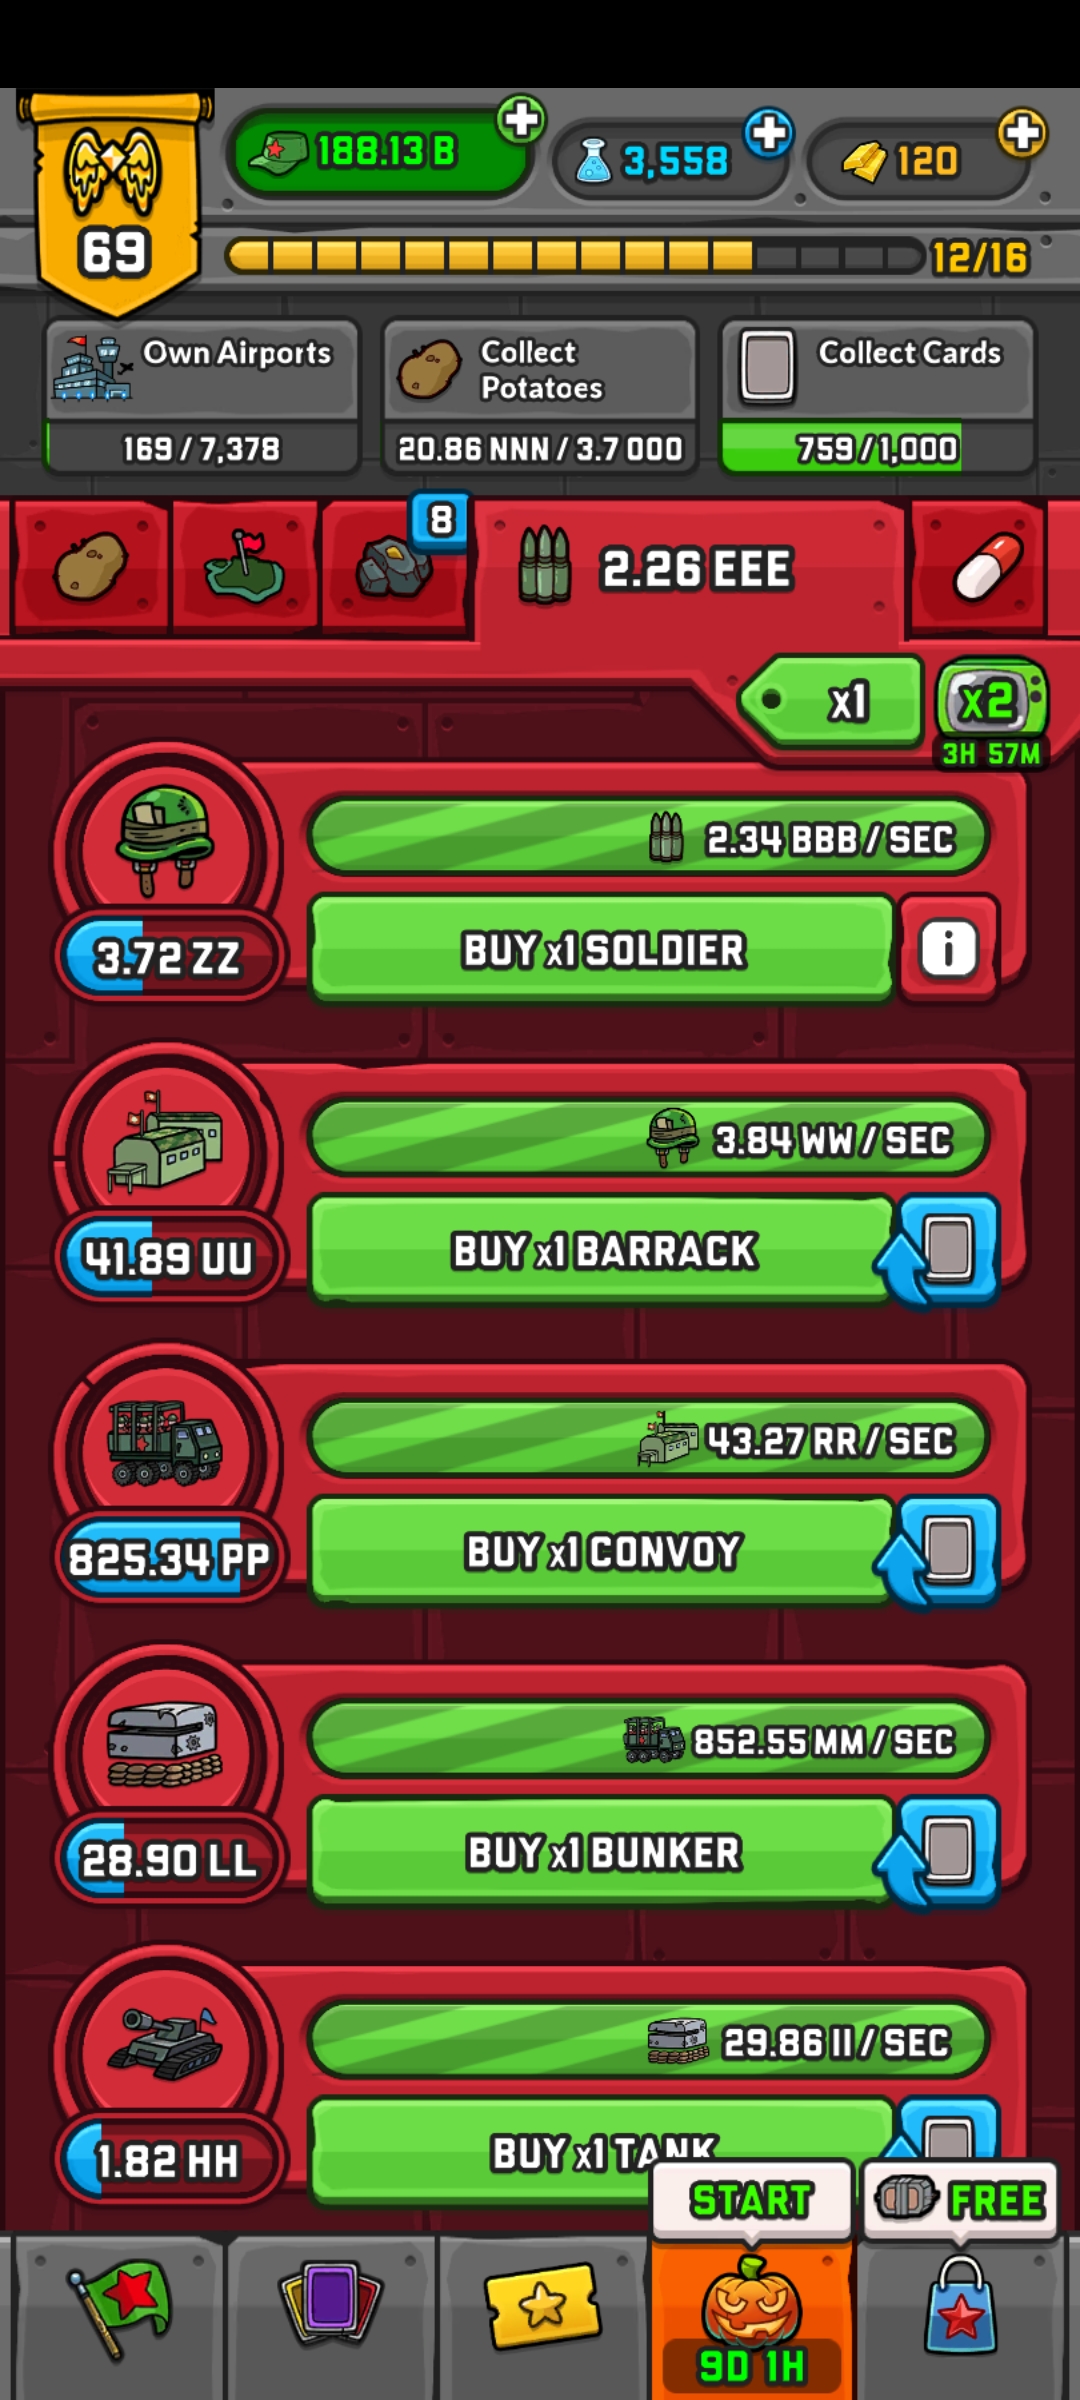 188.13 B
3,558
120
69
12/16
Own Airports
169 / 7,378
Collect
Potatoes
20.86 NNN / 3.7 OOO
Collect Cards
759 / 1,000
8
2.26 EEE
x1
x2
3H 57M
2.34 BBB / SEC
3.72 ZZ
BUY x1 SOLDIER
i
3.84 WW / SEC
41.89 UU
BUY x1 BARRACK
43.27 RR / SEC
825.34 PP
BUY x1 CONVOY
852.55 MM / SEC
28.90 LL
BUY x1 BUNKER
29.86 II / SEC
1.82 HH
BUY x1 TANK
START
FREE
9D 1H